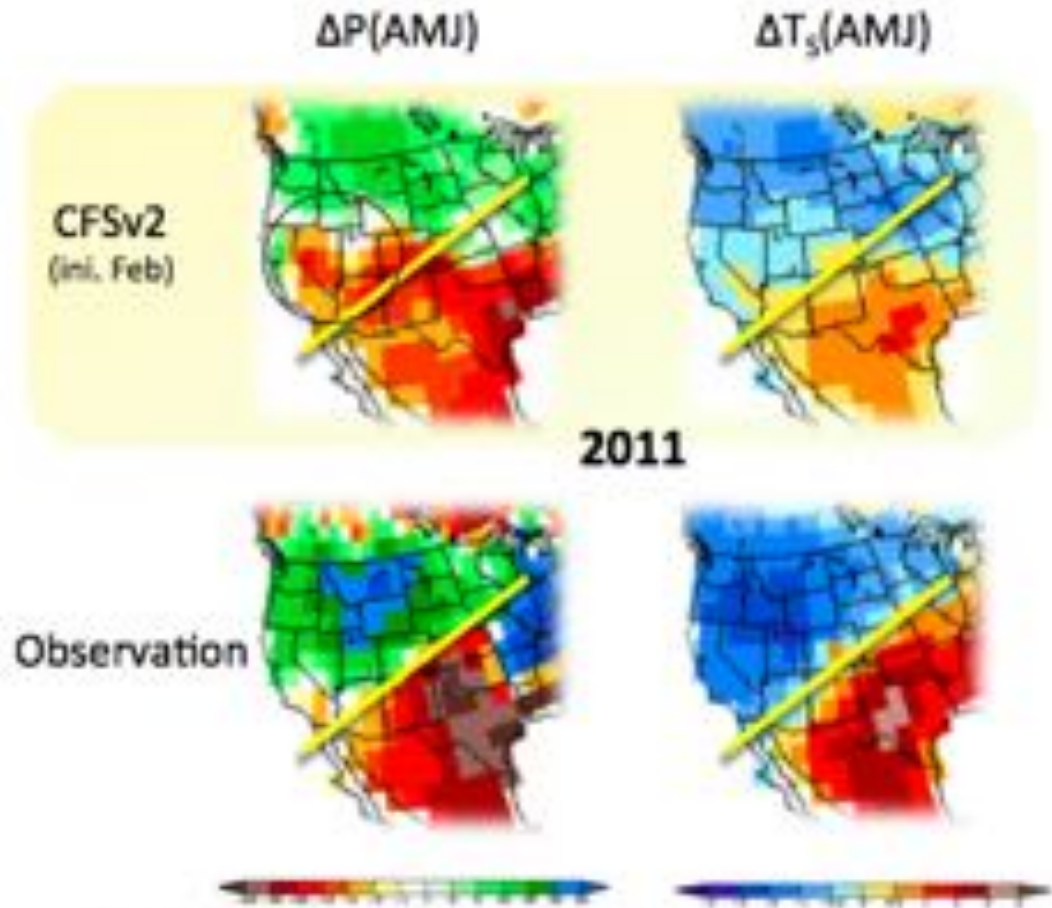 ΔP(AMJ)
ΔTₛ(AMJ)
CFSv2
(ini. Feb)
2011
Observation